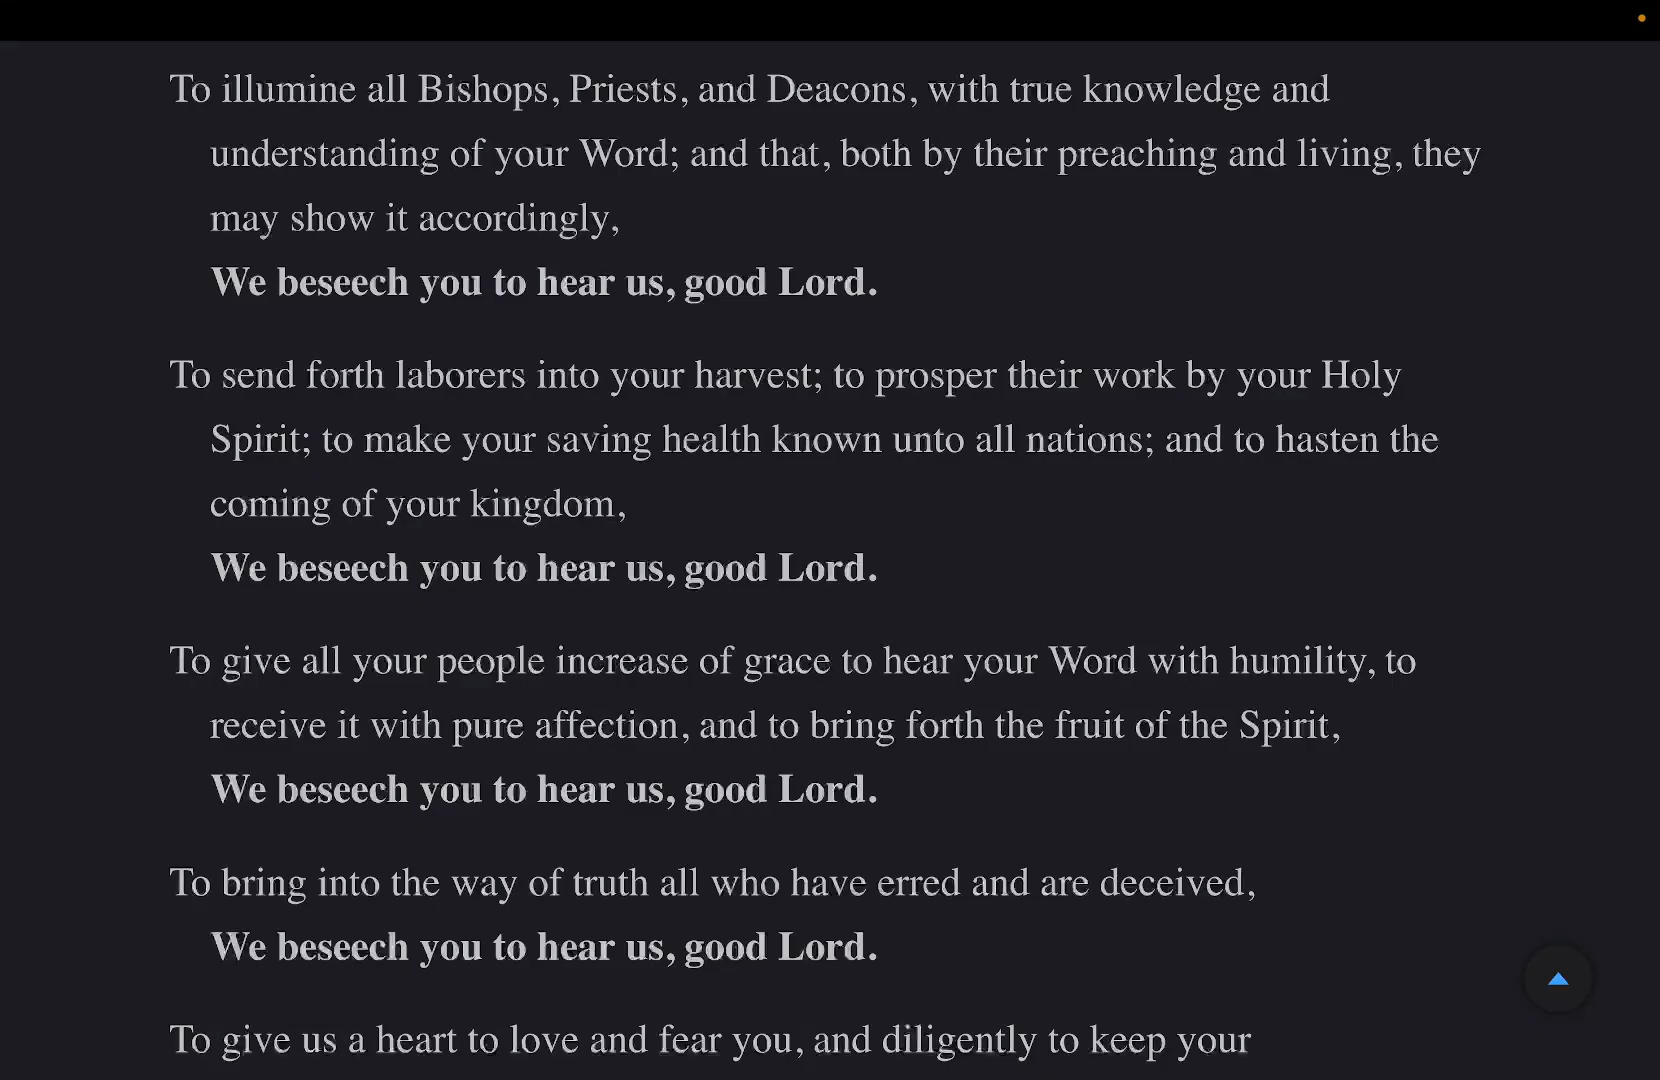 To illumine all Bishops, Priests, and Deacons, with true knowledge and
understanding of your Word; and that, both by their preaching and living, they
may show it accordingly,
We beseech you to hear us, good Lord.
To send forth laborers into your harvest; to prosper their work by your Holy
Spirit; to make your saving health known unto all nations; and to hasten the
coming of your kingdom,
We beseech you to hear us, good Lord.
To give all your people increase of grace to hear your Word with humility, to
receive it with pure affection, and to bring forth the fruit of the Spirit,
We beseech you to hear us, good Lord.
To bring into the way of truth all who have erred and are deceived,
We beseech you to hear us, good Lord.
To give us a heart to love and fear you, and diligently to keep your